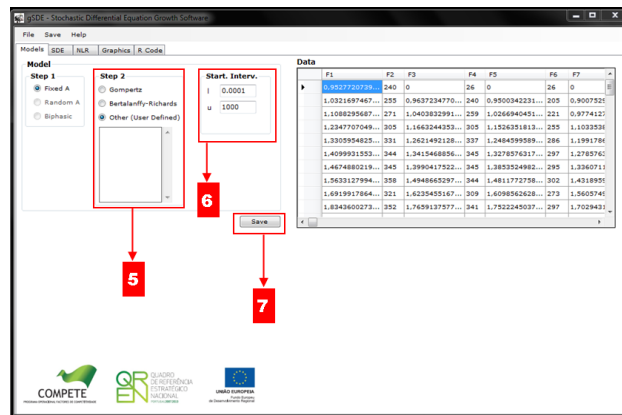 gSDE - Stochastic Differential Equation Growth Software
File Save Help
Models SDE NLR Graphics R Code
Model
Step 1
Fixed A
Random A
Biphasic
Step 2
Gompertz
Bertalanffy-Richards
Other (User Defined)
Start. Interv.
l 0.0001
u 1000
Save
5
6
7
Data
F1 F2 F3 F4 F5 F6 F7
0,9527720739... 240 0 26 0 26 0
1,0321697467... 255 0,9637234770... 240 0,9500342231... 205 0,9007529
1,1088295687... 271 1,0403832991... 259 1,0266940451... 221 0,9774127
1,2347707049... 305 1,1663244353... 305 1,1526351813... 255 1,1033538
1,3305954825... 331 1,2621492128... 337 1,2484599589... 286 1,1991786
1,4099931553... 344 1,3415468856... 345 1,3278576317... 297 1,2785763
1,4674880219... 345 1,3990417522... 345 1,3853524982... 295 1,3360711
1,5633127994... 358 1,4948665297... 344 1,4811772758... 302 1,4318959
1,6919917864... 321 1,6235455167... 309 1,6098562628... 273 1,5605749
1,8343600273... 352 1,7659137577... 341 1,7522245037... 297 1,7029431
COMPETE
QREN
QUADRO
DE REFERÊNCIA
ESTRATÉGICO
NACIONAL
UNIÃO EUROPEIA
Fundo Europeu
de Desenvolvimento Regional